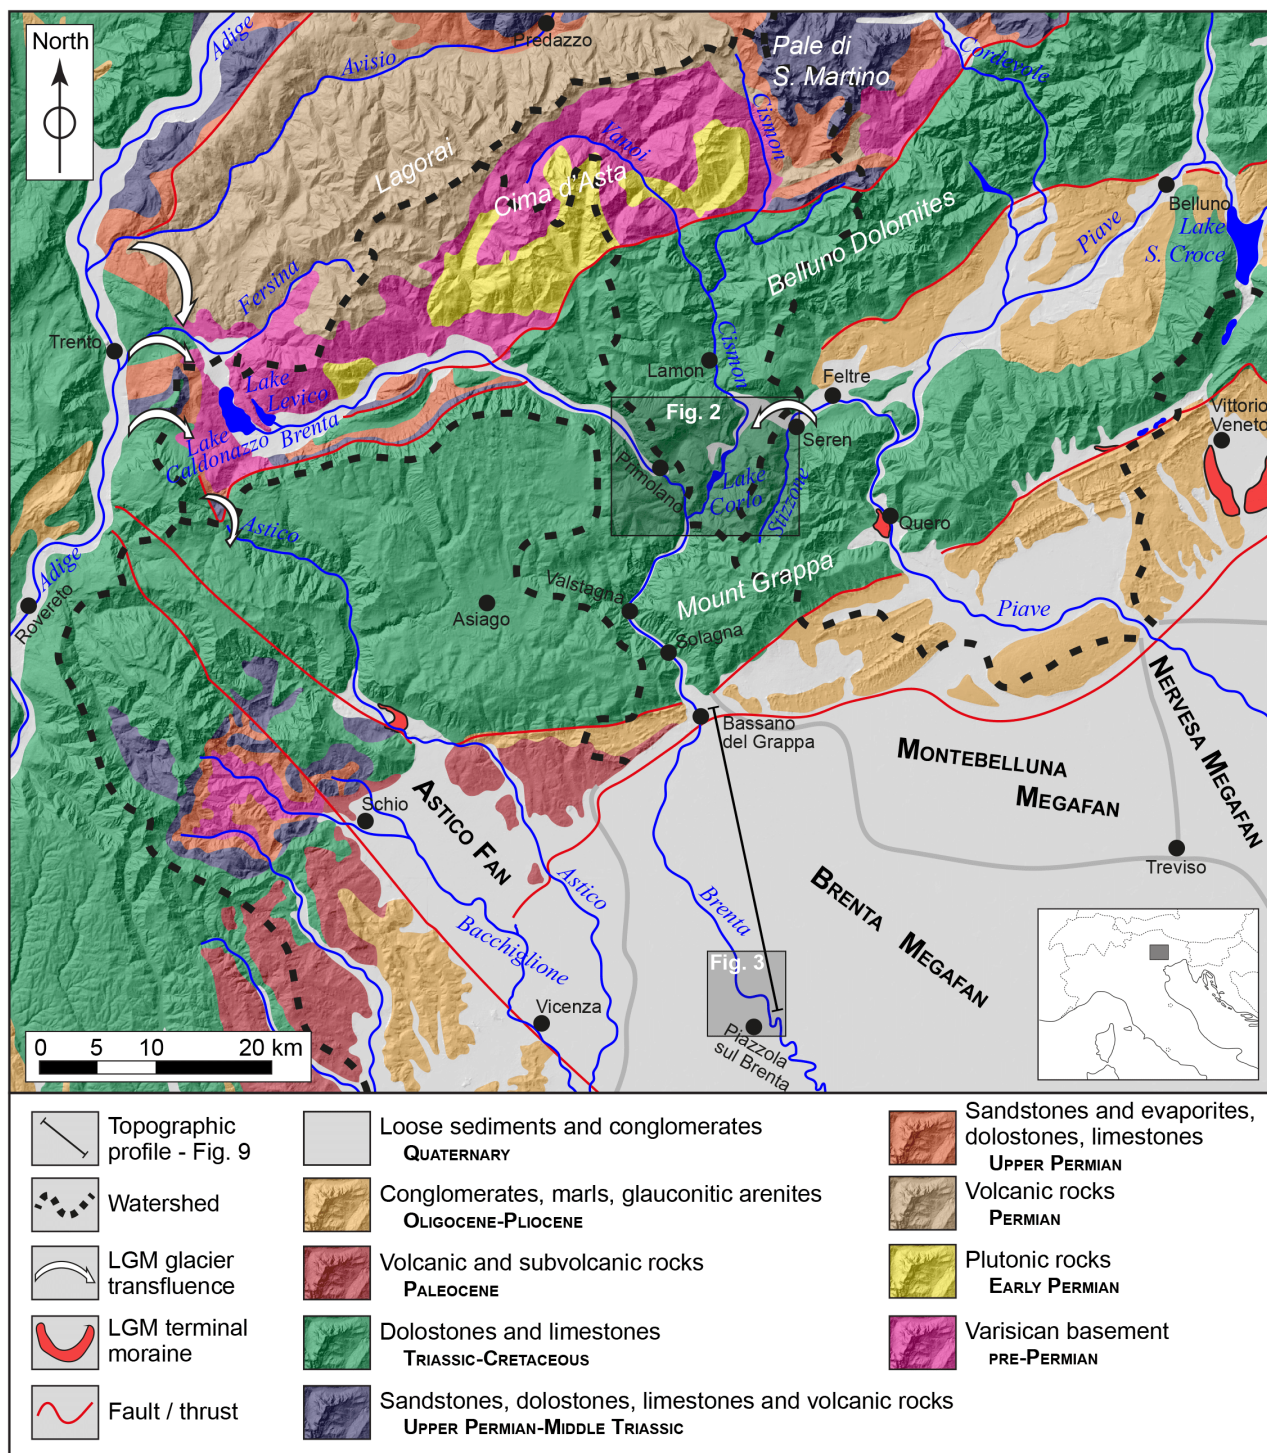 North
Adige
Avisio
Predazzo
Pale di
S. Martino
Cordevole
Cismon
Vanoi
Lagorai
Cima d'Asta
Belluno
Lake
S. Croce
Piave
Belluno Dolomites
Fersina
Trento
Lake
Levico
Lake
Caldonazzo
Brenta
Cismon
Lamon
Feltre
Fig. 2
Seren
Vittorio
Veneto
Primolano
Lake
Corlo
Stizzone
Quero
Astico
Adige
Rovereto
Valstagna
Asiago
Mount Grappa
Solagna
Piave
Bassano
del Grappa
NERVESA MEGAFAN
MONTEBELLUNA
MEGAFAN
ASTICO FAN
Schio
Treviso
Astico
Brenta
BRENTA MEGAFAN
Bacchiglione
Fig. 3
Vicenza
Piazzola
sul Brenta
0 5 10 20 km
Topographic
profile - Fig. 9
Watershed
LGM glacier
transfluence
LGM terminal
moraine
Fault / thrust
Loose sediments and conglomerates
QUATERNARY
Conglomerates, marls, glauconitic arenites
OLIGOCENE-PLIOCENE
Volcanic and subvolcanic rocks
PALEOCENE
Dolostones and limestones
TRIASSIC-CRETACEOUS
Sandstones, dolostones, limestones and volcanic rocks
UPPER PERMIAN-MIDDLE TRIASSIC
Sandstones and evaporites,
dolostones, limestones
UPPER PERMIAN
Volcanic rocks
PERMIAN
Plutonic rocks
EARLY PERMIAN
Varisican basement
PRE-PERMIAN